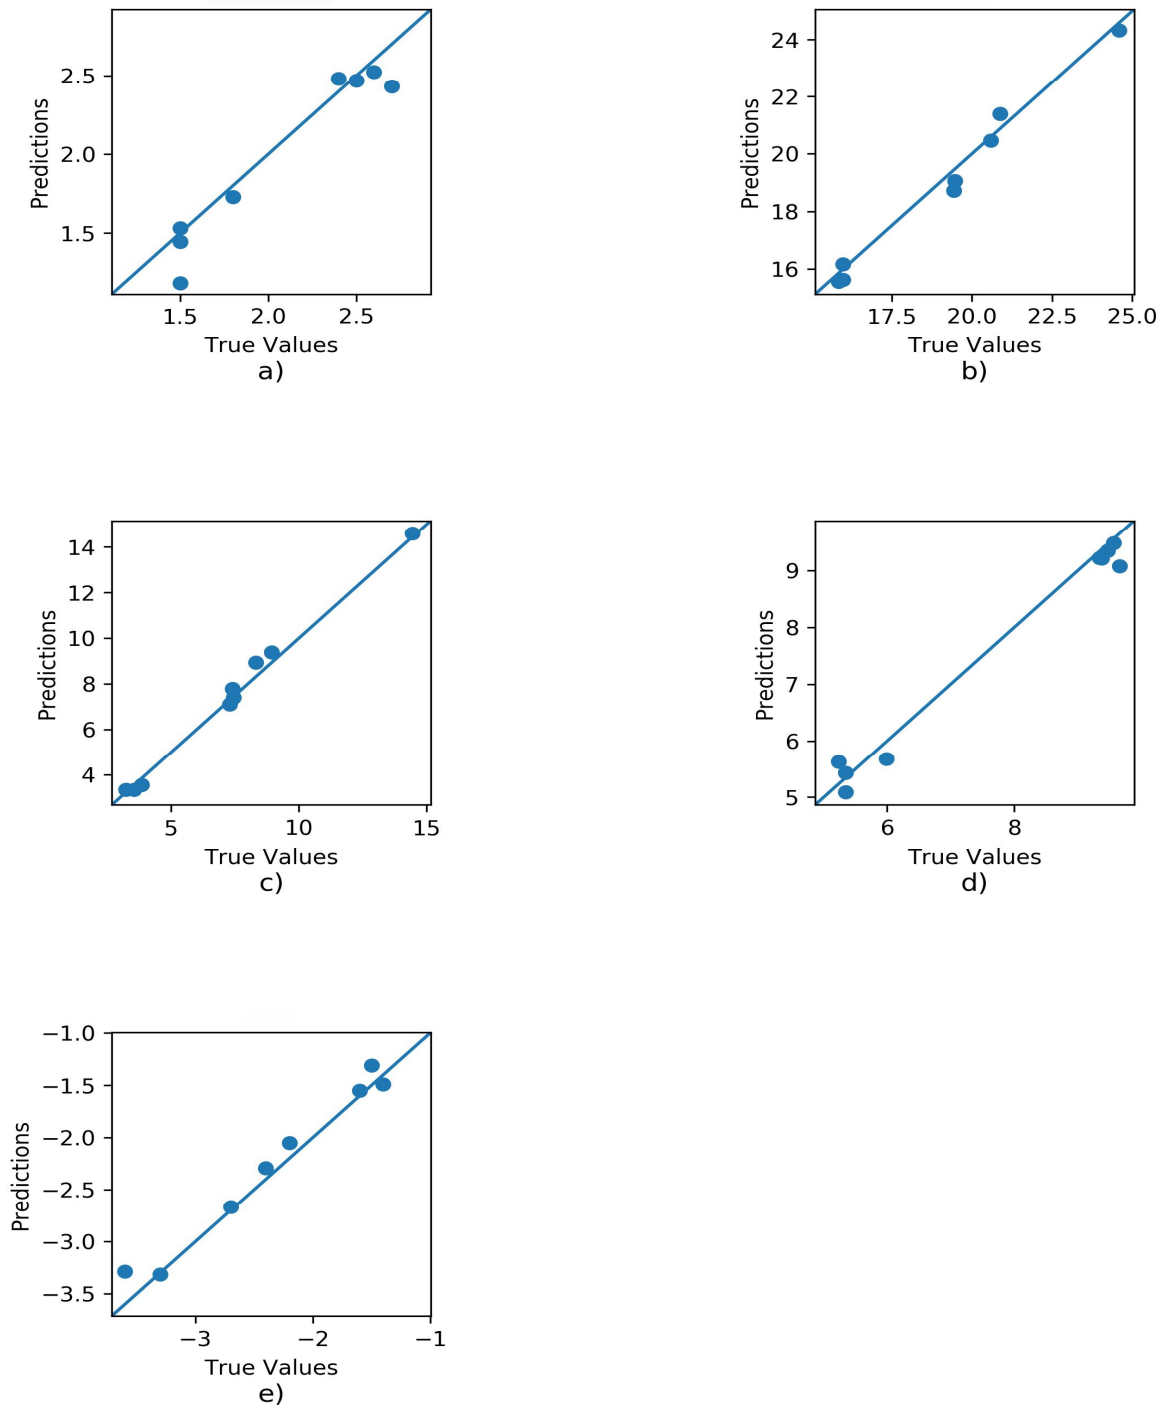 2.5
2.0
1.5
Predictions
1.5 2.0 2.5
True Values
a)
24
22
20
18
16
Predictions
17.5 20.0 22.5 25.0
True Values
b)
14
12
10
8
6
4
Predictions
5 10 15
True Values
c)
9
8
7
6
5
Predictions
6 8
True Values
d)
−1.0
−1.5
−2.0
−2.5
−3.0
−3.5
Predictions
−3 −2 −1
True Values
e)